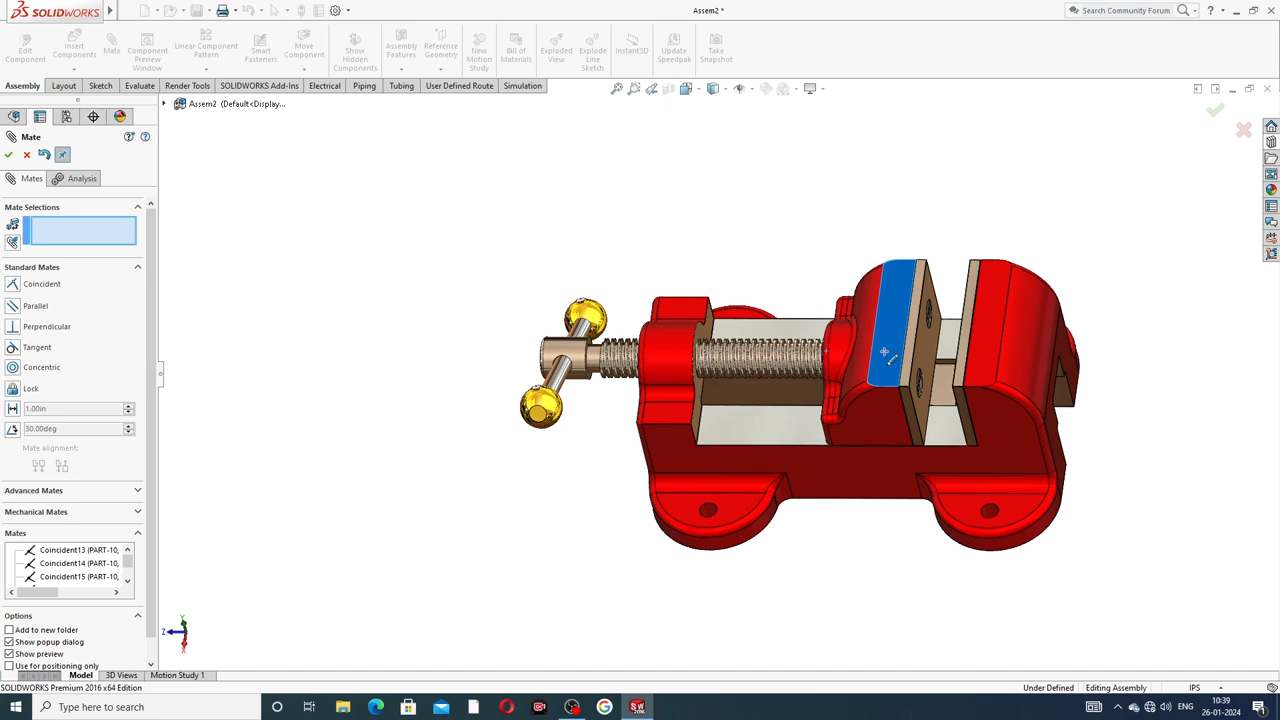 SOLIDWORKS
Assem2 *
Search Community Forum
Edit Component
Insert Components
Mate
Component Preview Window
Linear Component Pattern
Smart Fasteners
Move Component
Show Hidden Components
Assembly Features
Reference Geometry
New Motion Study
Bill of Materials
Exploded View
Explode Line Sketch
Instant3D
Update Speedpak
Take Snapshot
Assembly Layout Sketch Evaluate Render Tools SOLIDWORKS Add-Ins Electrical Piping Tubing User Defined Route Simulation
Assem2 (Default<Display...
Mate
Mates Analysis
Mate Selections
Standard Mates
Coincident
Parallel
Perpendicular
Tangent
Concentric
Lock
1.00in
30.00deg
Mate alignment:
Advanced Mates
Mechanical Mates
Mates
Coincident13 (PART-10,
Coincident14 (PART-10,
Coincident15 (PART-10,
Options
Add to new folder
Show popup dialog
Show preview
Use for positioning only
Y
Z
X
Model 3D Views Motion Study 1
SOLIDWORKS Premium 2016 x64 Edition
Under Defined Editing Assembly IPS
Type here to search
ENG
10:39
26-01-2024